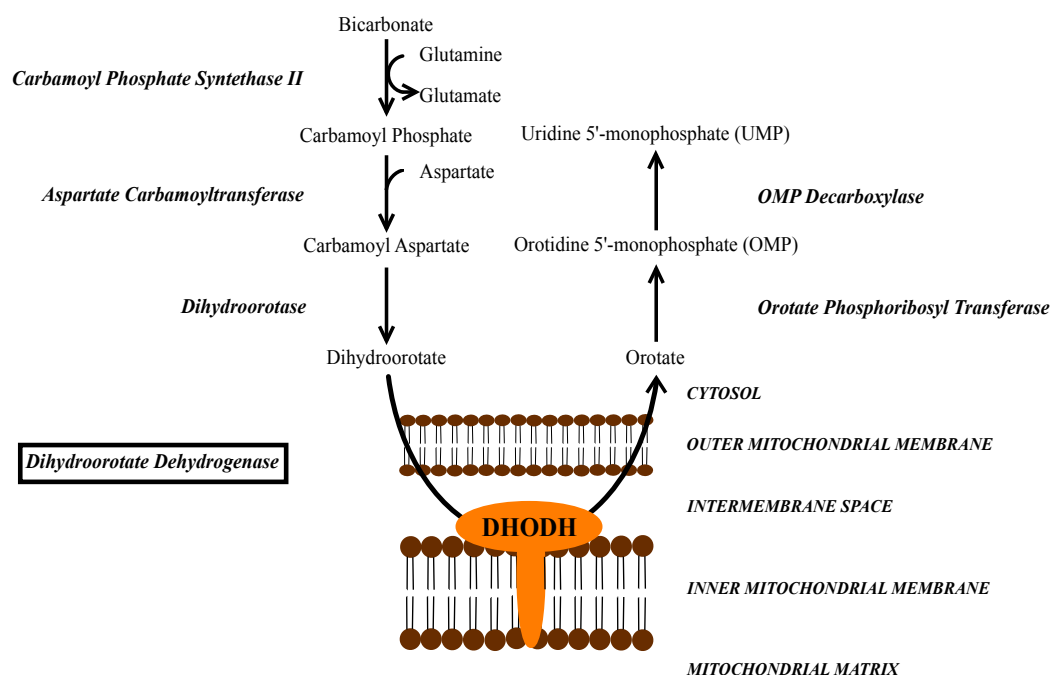 Bicarbonate
Glutamine
Carbamoyl Phosphate Syntethase II
Glutamate
Carbamoyl Phosphate
Uridine 5'-monophosphate (UMP)
Aspartate
Aspartate Carbamoyltransferase
OMP Decarboxylase
Carbamoyl Aspartate
Orotidine 5'-monophosphate (OMP)
Dihydroorotase
Orotate Phosphoribosyl Transferase
Dihydroorotate
Orotate
CYTOSOL
OUTER MITOCHONDRIAL MEMBRANE
Dihydroorotate Dehydrogenase
INTERMEMBRANE SPACE
DHODH
INNER MITOCHONDRIAL MEMBRANE
MITOCHONDRIAL MATRIX